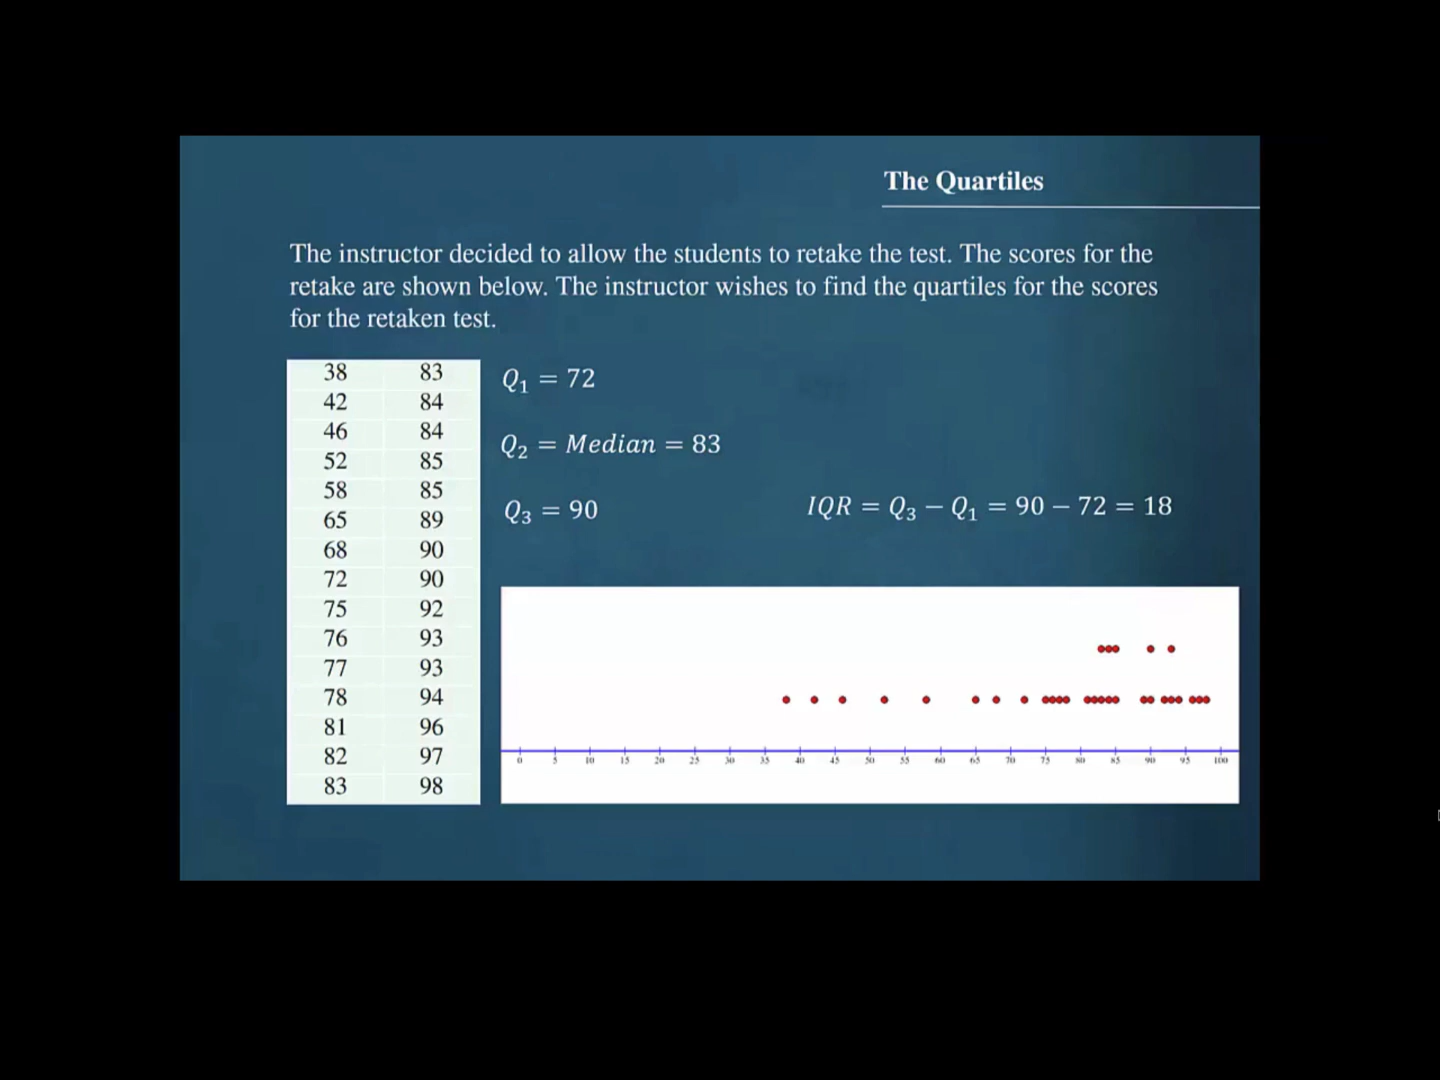 The Quartiles
The instructor decided to allow the students to retake the test. The scores for the
retake are shown below. The instructor wishes to find the quartiles for the scores
for the retaken test.
38 83
42 84
46 84
52 85
58 85
65 89
68 90
72 90
75 92
76 93
77 93
78 94
81 96
82 97
83 98
Q₁ = 72
Q₂ = Median = 83
Q₃ = 90
IQR = Q₃ − Q₁ = 90 − 72 = 18
0 5 10 15 20 25 30 35 40 45 50 55 60 65 70 75 80 85 90 95 100